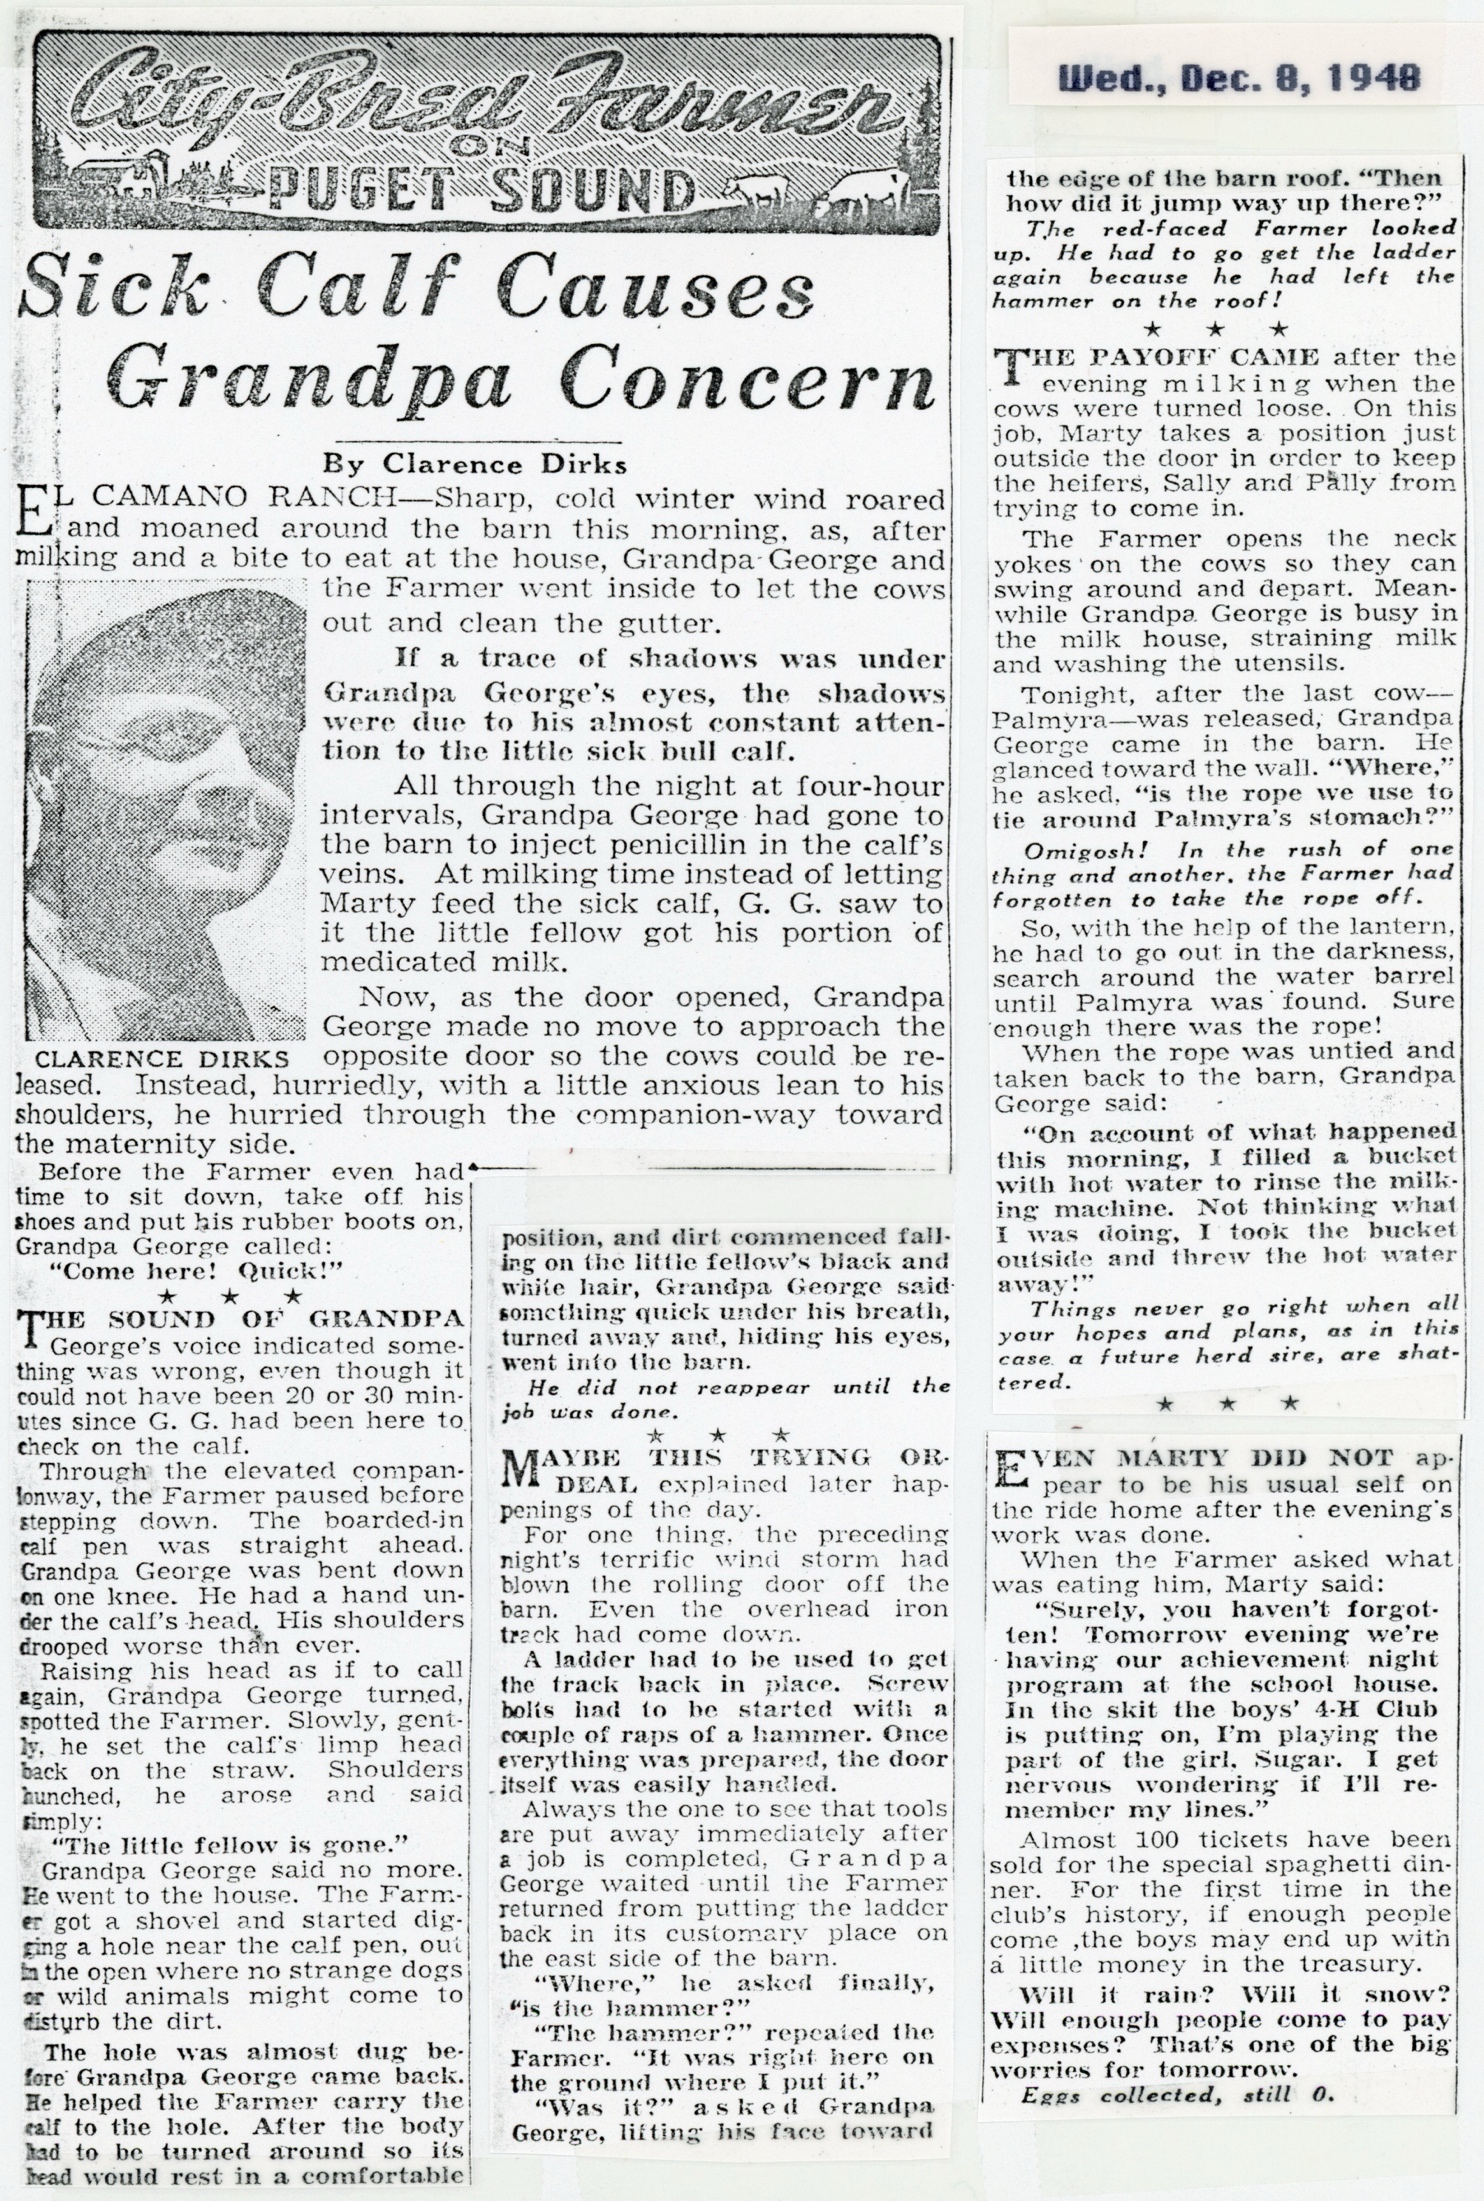 City-Bred Farmer
ON
PUGET SOUND
Sick Calf Causes
Grandpa Concern
By Clarence Dirks
EL CAMANO RANCH—Sharp, cold winter wind roared
and moaned around the barn this morning, as, after
milking and a bite to eat at the house, Grandpa George and
the Farmer went inside to let the cows
out and clean the gutter.
If a trace of shadows was under
Grandpa George's eyes, the shadows
were due to his almost constant atten-
tion to the little sick bull calf.
All through the night at four-hour
intervals, Grandpa George had gone to
the barn to inject penicillin in the calf's
veins. At milking time instead of letting
Marty feed the sick calf, G. G. saw to
it the little fellow got his portion of
medicated milk.
Now, as the door opened, Grandpa
George made no move to approach the
CLARENCE DIRKS
opposite door so the cows could be re-
leased. Instead, hurriedly, with a little anxious lean to his
shoulders, he hurried through the companion-way toward
the maternity side.
Before the Farmer even had
time to sit down, take off his
shoes and put his rubber boots on,
Grandpa George called:
"Come here! Quick!"
★ ★ ★
THE SOUND OF GRANDPA
George's voice indicated some-
thing was wrong, even though it
could not have been 20 or 30 min-
utes since G. G. had been here to
check on the calf.
Through the elevated compan-
ionway, the Farmer paused before
stepping down. The boarded-in
calf pen was straight ahead.
Grandpa George was bent down
on one knee. He had a hand un-
der the calf's head. His shoulders
drooped worse than ever.
Raising his head as if to call
again, Grandpa George turned,
spotted the Farmer. Slowly, gent-
ly, he set the calf's limp head
back on the straw. Shoulders
hunched, he arose and said
simply:
"The little fellow is gone."
Grandpa George said no more.
He went to the house. The Farm-
er got a shovel and started dig-
ging a hole near the calf pen, out
in the open where no strange dogs
or wild animals might come to
disturb the dirt.
The hole was almost dug be-
fore Grandpa George came back.
He helped the Farmer carry the
calf to the hole. After the body
had to be turned around so its
head would rest in a comfortable
position, and dirt commenced fall-
ing on the little fellow's black and
white hair, Grandpa George said
something quick under his breath,
turned away and, hiding his eyes,
went into the barn.
He did not reappear until the
job was done.
★ ★ ★
MAYBE THIS TRYING OR-
DEAL explained later hap-
penings of the day.
For one thing, the preceding
night's terrific wind storm had
blown the rolling door off the
barn. Even the overhead iron
track had come down.
A ladder had to be used to get
the track back in place. Screw
bolts had to be started with a
couple of raps of a hammer. Once
everything was prepared, the door
itself was easily handled.
Always the one to see that tools
are put away immediately after
a job is completed, Grandpa
George waited until the Farmer
returned from putting the ladder
back in its customary place on
the east side of the barn.
"Where," he asked finally,
"is the hammer?"
"The hammer?" repeated the
Farmer. "It was right here on
the ground where I put it."
"Was it?" asked Grandpa
George, lifting his face toward
Wed., Dec. 8, 1948
the edge of the barn roof. "Then
how did it jump way up there?"
The red-faced Farmer looked
up. He had to go get the ladder
again because he had left the
hammer on the roof!
★ ★ ★
THE PAYOFF CAME after the
evening milking when the
cows were turned loose. On this
job, Marty takes a position just
outside the door in order to keep
the heifers, Sally and Pally from
trying to come in.
The Farmer opens the neck
yokes on the cows so they can
swing around and depart. Mean-
while Grandpa George is busy in
the milk house, straining milk
and washing the utensils.
Tonight, after the last cow—
Palmyra—was released, Grandpa
George came in the barn. He
glanced toward the wall. "Where,"
he asked, "is the rope we use to
tie around Palmyra's stomach?"
Omigosh! In the rush of one
thing and another, the Farmer had
forgotten to take the rope off.
So, with the help of the lantern,
he had to go out in the darkness,
search around the water barrel
until Palmyra was found. Sure
enough there was the rope!
When the rope was untied and
taken back to the barn, Grandpa
George said:
"On account of what happened
this morning, I filled a bucket
with hot water to rinse the milk-
ing machine. Not thinking what
I was doing, I took the bucket
outside and threw the hot water
away!"
Things never go right when all
your hopes and plans, as in this
case a future herd sire, are shat-
tered.
★ ★ ★
EVEN MARTY DID NOT ap-
pear to be his usual self on
the ride home after the evening's
work was done.
When the Farmer asked what
was eating him, Marty said:
"Surely, you haven't forgot-
ten! Tomorrow evening we're
having our achievement night
program at the school house.
In the skit the boys' 4-H Club
is putting on, I'm playing the
part of the girl, Sugar. I get
nervous wondering if I'll re-
member my lines."
Almost 100 tickets have been
sold for the special spaghetti din-
ner. For the first time in the
club's history, if enough people
come ,the boys may end up with
a little money in the treasury.
Will it rain? Will it snow?
Will enough people come to pay
expenses? That's one of the big
worries for tomorrow.
Eggs collected, still 0.